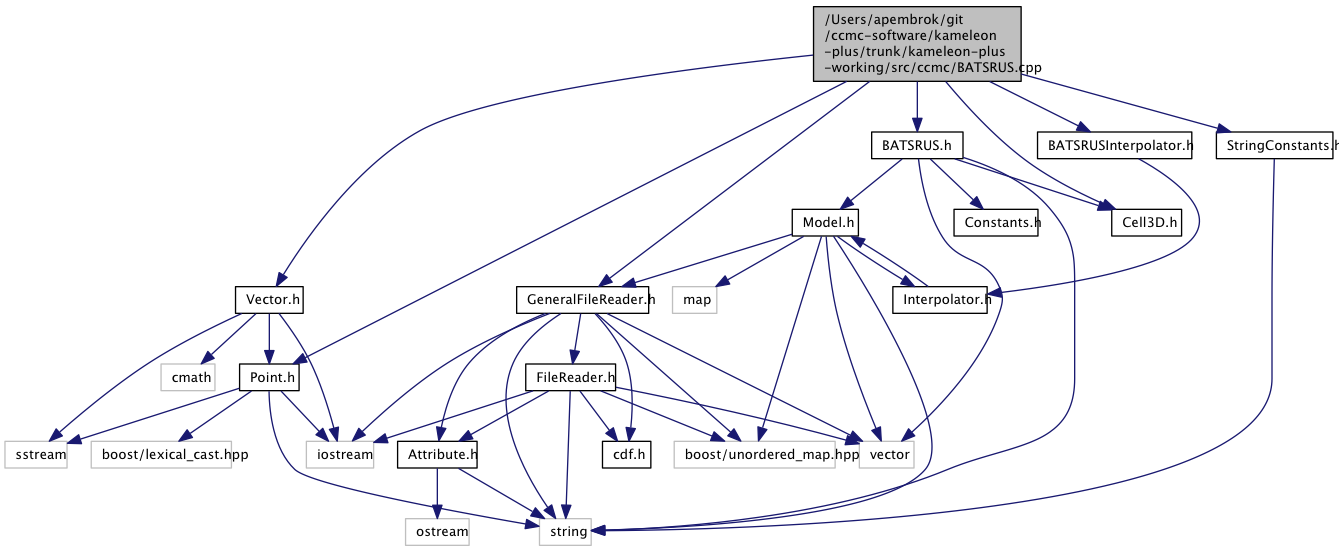 /Users/apembrok/git
/ccmc-software/kameleon
-plus/trunk/kameleon-plus
-working/src/ccmc/BATSRUS.cpp
BATSRUS.h
BATSRUSInterpolator.h
StringConstants.h
Model.h
Constants.h
Cell3D.h
Vector.h
GeneralFileReader.h
map
Interpolator.h
cmath
Point.h
FileReader.h
sstream
boost/lexical_cast.hpp
iostream
Attribute.h
cdf.h
boost/unordered_map.hpp
vector
ostream
string